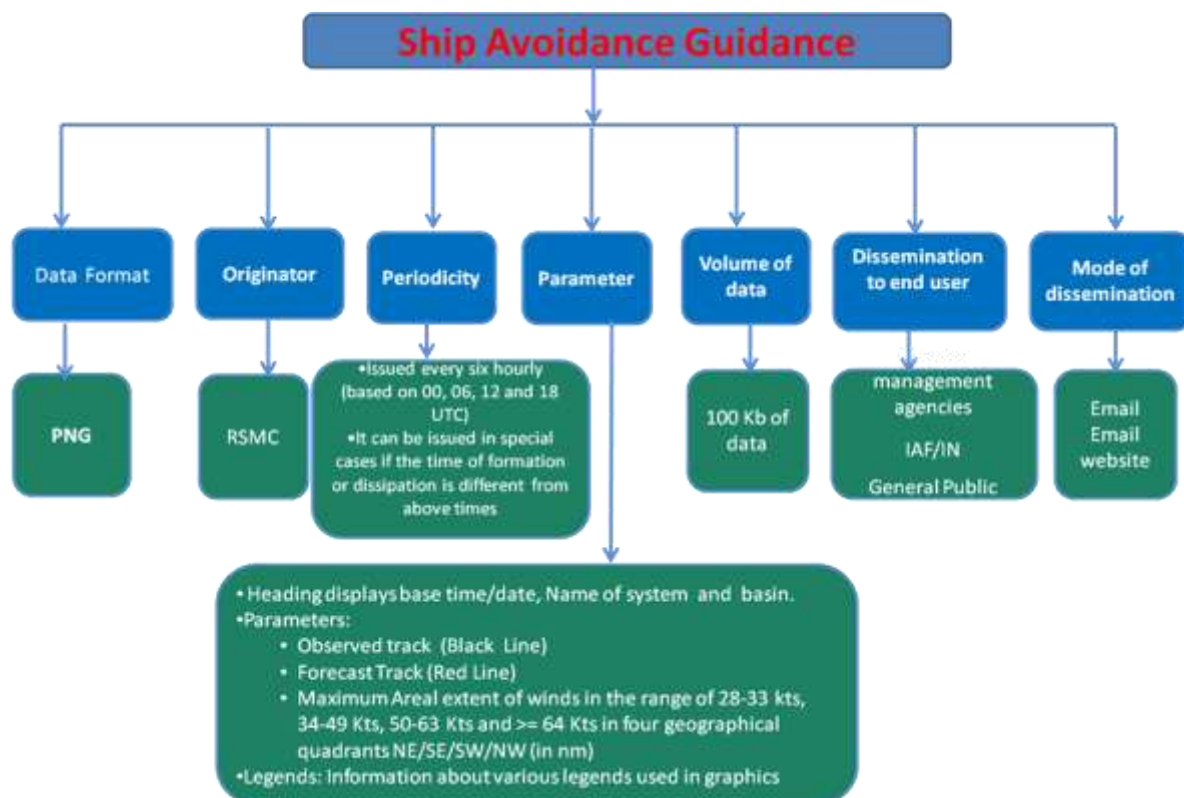 Ship Avoidance Guidance
Data Format
Originator
Periodicity
Parameter
Volume of
data
Dissemination
to end user
Mode of
dissemination
PNG
RSMC
•Issued every six hourly
(based on 00, 06, 12 and 18
UTC)
•It can be issued in special
cases if the time of formation
or dissipation is different from
above times
100 Kb of
data
management
agencies
IAF/IN
General Public
Email
Email
website
•Heading displays base time/date, Name of system and basin.
•Parameters:
• Observed track (Black Line)
• Forecast Track (Red Line)
• Maximum Areal extent of winds in the range of 28-33 kts,
34-49 Kts, 50-63 Kts and >= 64 Kts in four geographical
quadrants NE/SE/SW/NW (in nm)
•Legends: Information about various legends used in graphics